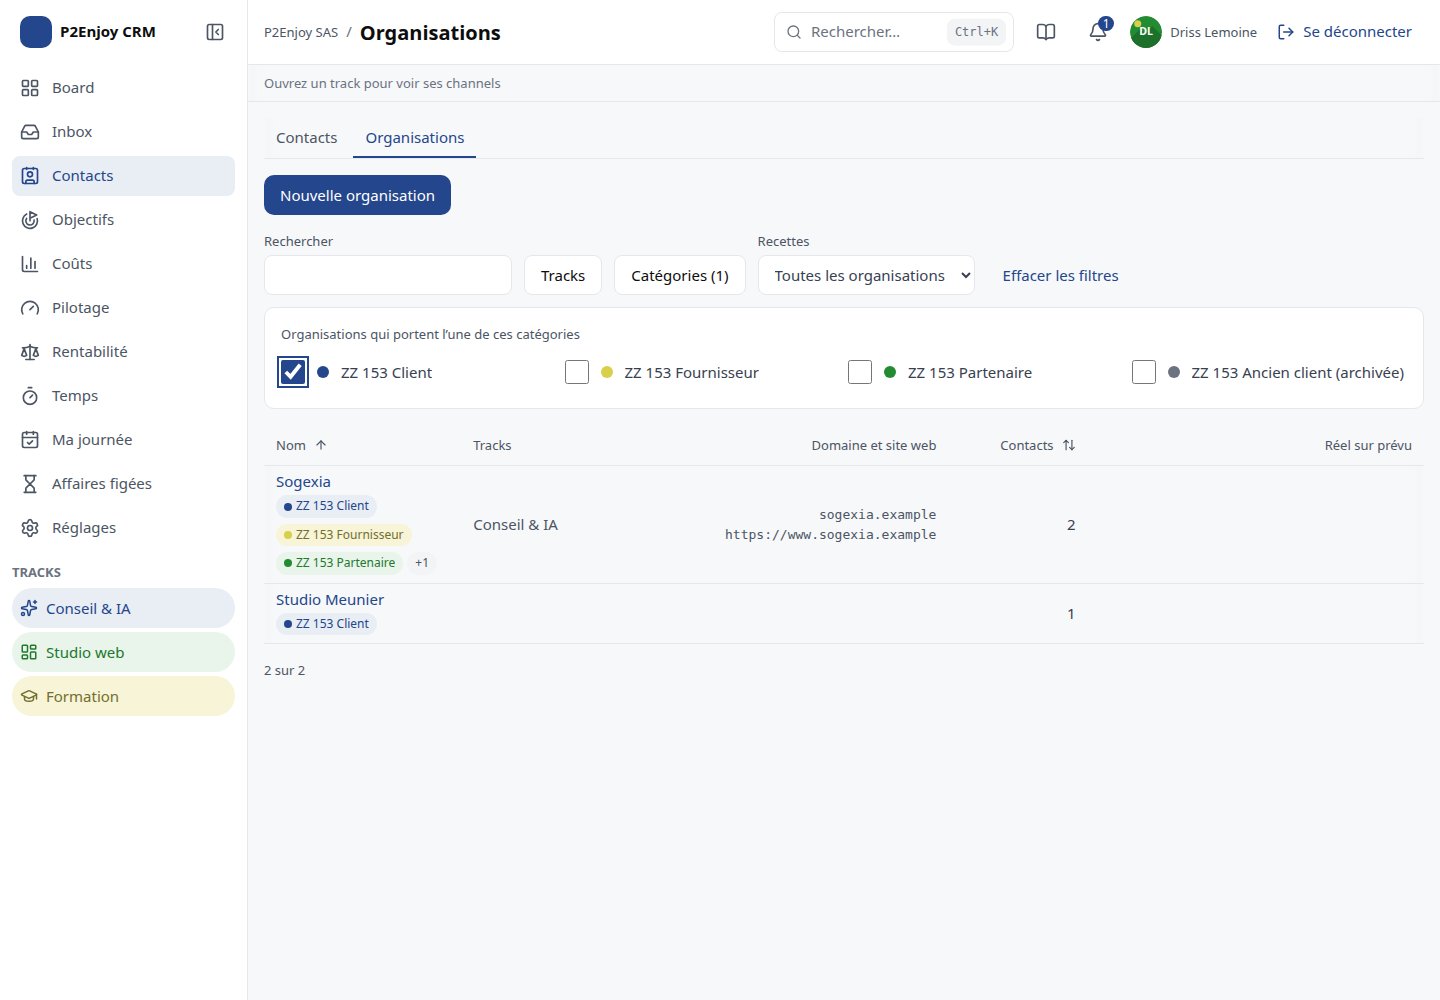 P2Enjoy CRM
P2Enjoy SAS / Organisations
Rechercher...
Ctrl+K
1
DL
Driss Lemoine
Se déconnecter
Ouvrez un track pour voir ses channels
Board
Inbox
Contacts
Objectifs
Coûts
Pilotage
Rentabilité
Temps
Ma journée
Affaires figées
Réglages
TRACKS
Conseil & IA
Studio web
Formation
Contacts
Organisations
Nouvelle organisation
Rechercher
Recettes
Tracks
Catégories (1)
Toutes les organisations
Effacer les filtres
Organisations qui portent l’une de ces catégories
ZZ 153 Client
ZZ 153 Fournisseur
ZZ 153 Partenaire
ZZ 153 Ancien client (archivée)
Nom
Tracks
Domaine et site web
Contacts
Réel sur prévu
Sogexia
ZZ 153 Client
ZZ 153 Fournisseur
ZZ 153 Partenaire
+1
Conseil & IA
sogexia.example
https://www.sogexia.example
2
Studio Meunier
ZZ 153 Client
1
2 sur 2